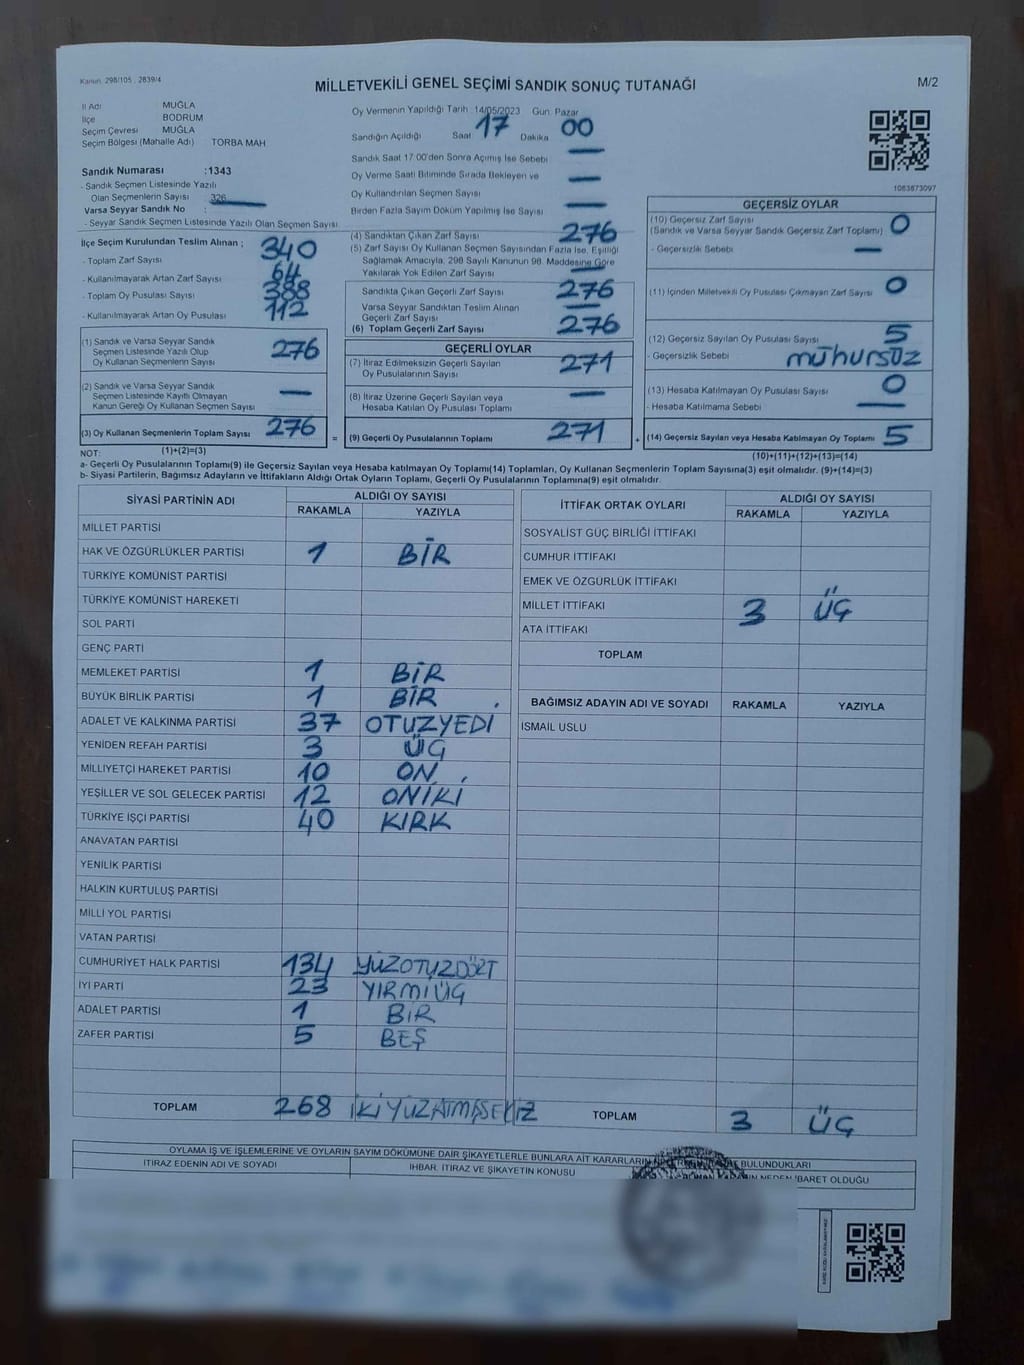 Kanun: 298/105 , 2839/4
MİLLETVEKİLİ GENEL SEÇİMİ SANDIK SONUÇ TUTANAĞI
M/2
İl Adı : MUĞLA
İlçe : BODRUM
Seçim Çevresi : MUĞLA
Seçim Bölgesi (Mahalle Adı) TORBA MAH
Sandık Numarası :1343
- Sandık Seçmen Listesinde Yazılı
Olan Seçmenlerin Sayısı 326
Varsa Seyyar Sandık No :
- Seyyar Sandık Seçmen Listesinde Yazılı Olan Seçmen Sayısı
Oy Vermenin Yapıldığı Tarih : 14/05/2023 Gün: Pazar
Sandığın Açıldığı Saat 17 Dakika 00
Sandık Saat 17:00'den Sonra Açılmış İse Sebebi —
Oy Verme Saati Bitiminde Sırada Bekleyen ve
Oy Kullandırılan Seçmen Sayısı —
Birden Fazla Sayım Döküm Yapılmış İse Sayısı —
1083873097
İlçe Seçim Kurulundan Teslim Alınan ;
- Toplam Zarf Sayısı 340
- Kullanılmayarak Artan Zarf Sayısı 64
- Toplam Oy Pusulası Sayısı 388
- Kullanılmayarak Artan Oy Pusulası 112
(1) Sandık ve Varsa Seyyar Sandık
Seçmen Listesinde Yazılı Olup
Oy Kullanan Seçmenlerin Sayısı 276
(2) Sandık ve Varsa Seyyar Sandık
Seçmen Listesinde Kayıtlı Olmayan
Kanun Gereği Oy Kullanan Seçmen Sayısı —
(3) Oy Kullanan Seçmenlerin Toplam Sayısı 276
(4) Sandıktan Çıkan Zarf Sayısı 276
(5) Zarf Sayısı Oy Kullanan Seçmen Sayısından Fazla İse, Eşitliği
Sağlamak Amacıyla, 298 Sayılı Kanunun 98. Maddesine Göre
Yakılarak Yok Edilen Zarf Sayısı —
Sandıkta Çıkan Geçerli Zarf Sayısı 276
Varsa Seyyar Sandıktan Teslim Alınan
Geçerli Zarf Sayısı —
(6) Toplam Geçerli Zarf Sayısı 276
GEÇERLİ OYLAR
(7) İtiraz Edilmeksizin Geçerli Sayılan
Oy Pusulalarının Sayısı 271
(8) İtiraz Üzerine Geçerli Sayılan veya
Hesaba Katılan Oy Pusulası Toplamı —
= (9) Geçerli Oy Pusulalarının Toplamı 271
GEÇERSİZ OYLAR
(10) Geçersiz Zarf Sayısı
(Sandık ve Varsa Seyyar Sandık Geçersiz Zarf Toplamı) 0
- Geçersizlik Sebebi —
(11) İçinden Milletvekili Oy Pusulası Çıkmayan Zarf Sayısı 0
(12) Geçersiz Sayılan Oy Pusulası Sayısı 5
- Geçersizlik Sebebi mühürsüz
(13) Hesaba Katılmayan Oy Pusulası Sayısı 0
- Hesaba Katılmama Sebebi —
+ (14) Geçersiz Sayılan veya Hesaba Katılmayan Oy Toplamı 5
NOT: (1)+(2)=(3)
(10)+(11)+(12)+(13)=(14)
a- Geçerli Oy Pusulalarının Toplamı(9) ile Geçersiz Sayılan veya Hesaba katılmayan Oy Toplamı(14) Toplamları, Oy Kullanan Seçmenlerin Toplam Sayısına(3) eşit olmalıdır. (9)+(14)=(3)
b- Siyasi Partilerin, Bağımsız Adayların ve İttifakların Aldığı Ortak Oyların Toplamı, Geçerli Oy Pusulalarının Toplamına(9) eşit olmalıdır.
SİYASİ PARTİNİN ADI ALDIĞI OY SAYISI
RAKAMLA YAZIYLA
MİLLET PARTİSİ
HAK VE ÖZGÜRLÜKLER PARTİSİ 1 BİR
TÜRKİYE KOMÜNİST PARTİSİ
TÜRKİYE KOMÜNİST HAREKETİ
SOL PARTİ
GENÇ PARTİ
MEMLEKET PARTİSİ 1 BİR
BÜYÜK BİRLİK PARTİSİ 1 BİR
ADALET VE KALKINMA PARTİSİ 37 OTUZYEDİ
YENİDEN REFAH PARTİSİ 3 ÜÇ
MİLLİYETÇİ HAREKET PARTİSİ 10 ON
YEŞİLLER VE SOL GELECEK PARTİSİ 12 ONİKİ
TÜRKİYE İŞÇİ PARTİSİ 40 KIRK
ANAVATAN PARTİSİ
YENİLİK PARTİSİ
HALKIN KURTULUŞ PARTİSİ
MİLLİ YOL PARTİSİ
VATAN PARTİSİ
CUMHURİYET HALK PARTİSİ 134 YÜZOTUZDÖRT
İYİ PARTİ 23 YİRMİÜÇ
ADALET PARTİSİ 1 BİR
ZAFER PARTİSİ 5 BEŞ
TOPLAM 268 İKİYÜZATMIŞSEKİZ
İTTİFAK ORTAK OYLARI ALDIĞI OY SAYISI
RAKAMLA YAZIYLA
SOSYALİST GÜÇ BİRLİĞİ İTTİFAKI
CUMHUR İTTİFAKI
EMEK VE ÖZGÜRLÜK İTTİFAKI
MİLLET İTTİFAKI 3 ÜÇ
ATA İTTİFAKI
TOPLAM
BAĞIMSIZ ADAYIN ADI VE SOYADI RAKAMLA YAZIYLA
İSMAİL USLU
TOPLAM 3 ÜÇ
OYLAMA İŞ VE İŞLEMLERİNE VE OYLARIN SAYIM DÖKÜMÜNE DAİR ŞİKAYETLERLE BUNLARA AİT KARARLARIN BULUNDUKLARI
İTİRAZ EDENİN ADI VE SOYADI
İHBAR, İTİRAZ VE ŞİKAYETİN KONUSU
KARARIN NEDEN İBARET OLDUĞU